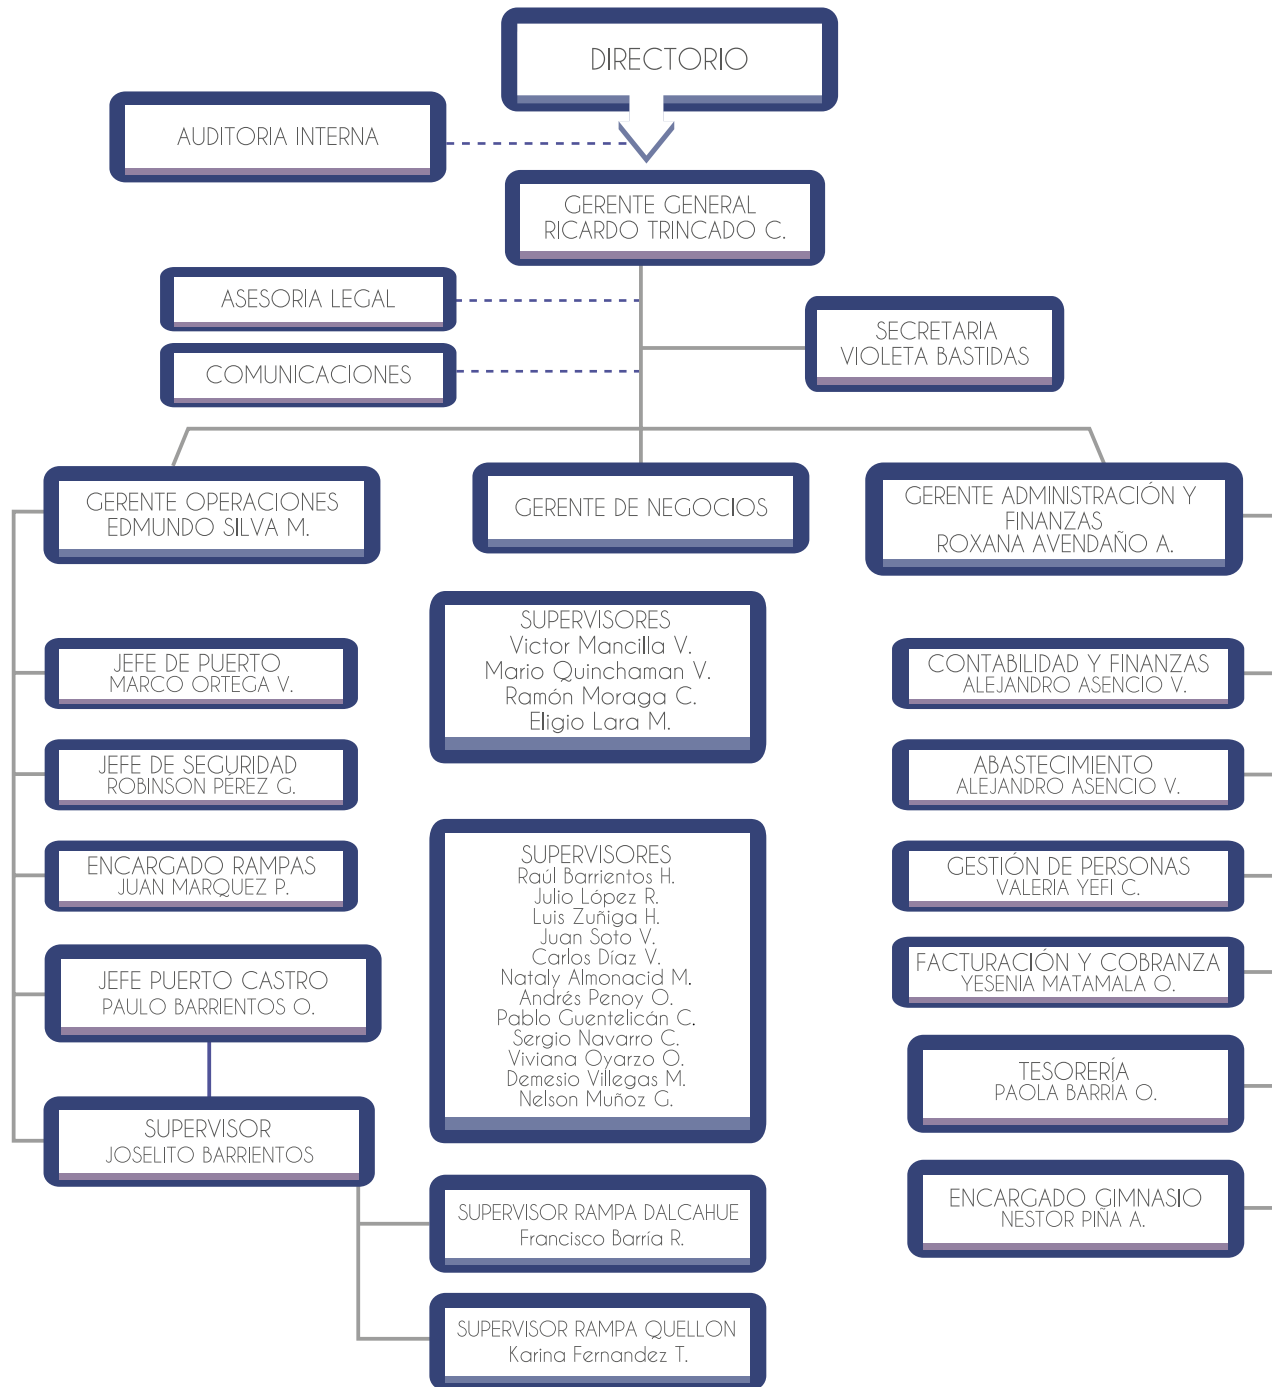 DIRECTORIO
AUDITORIA INTERNA
GERENTE GENERAL
RICARDO TRINCADO C.
ASESORIA LEGAL
SECRETARIA
VIOLETA BASTIDAS
COMUNICACIONES
GERENTE OPERACIONES
EDMUNDO SILVA M.
GERENTE DE NEGOCIOS
GERENTE ADMINISTRACIÓN Y
FINANZAS
ROXANA AVENDAÑO A.
JEFE DE PUERTO
MARCO ORTEGA V.
JEFE DE SEGURIDAD
ROBINSON PÉREZ G.
ENCARGADO RAMPAS
JUAN MARQUEZ P.
JEFE PUERTO CASTRO
PAULO BARRIENTOS O.
SUPERVISOR
JOSELITO BARRIENTOS
SUPERVISORES
Victor Mancilla V.
Mario Quinchaman V.
Ramón Moraga C.
Eligio Lara M.
SUPERVISORES
Raúl Barrientos H.
Julio López R.
Luis Zuñiga H.
Juan Soto V.
Carlos Díaz V.
Nataly Almonacid M.
Andrés Penoy O.
Pablo Guentelicán C.
Sergio Navarro C.
Viviana Oyarzo O.
Demesio Villegas M.
Nelson Muñoz G.
SUPERVISOR RAMPA DALCAHUE
Francisco Barría R.
SUPERVISOR RAMPA QUELLON
Karina Fernandez T.
CONTABILIDAD Y FINANZAS
ALEJANDRO ASENCIO V.
ABASTECIMIENTO
ALEJANDRO ASENCIO V.
GESTIÓN DE PERSONAS
VALERIA YEFI C.
FACTURACIÓN Y COBRANZA
YESENIA MATAMALA O.
TESORERÍA
PAOLA BARRÍA O.
ENCARGADO GIMNASIO
NESTOR PIÑA A.